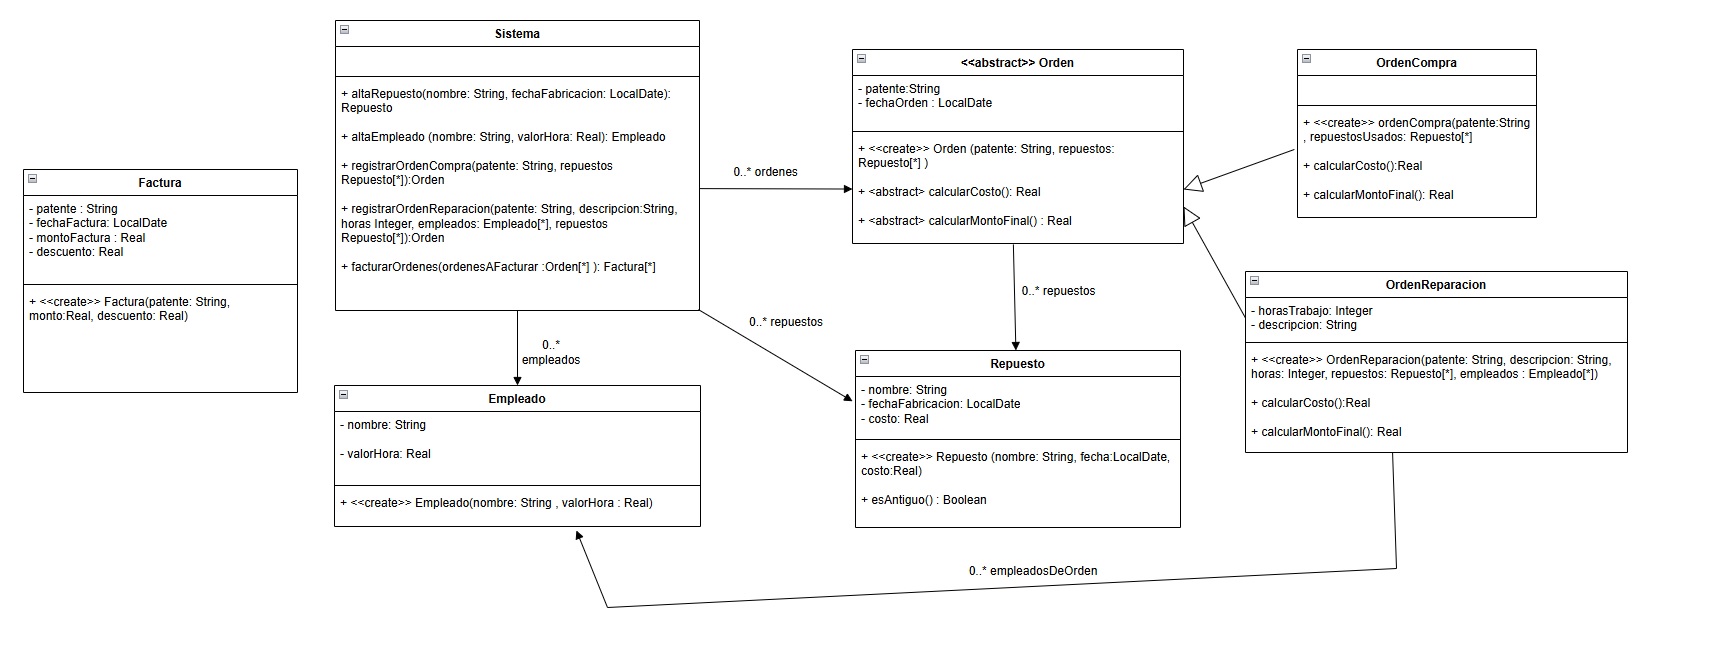 Factura
- patente : String
- fechaFactura: LocalDate
- montoFactura : Real
- descuento: Real
+ <<create>> Factura(patente: String,
monto:Real, descuento: Real)
Sistema
+ altaRepuesto(nombre: String, fechaFabricacion: LocalDate):
Repuesto
+ altaEmpleado (nombre: String, valorHora: Real): Empleado
+ registrarOrdenCompra(patente: String, repuestos
Repuesto[*]):Orden
+ registrarOrdenReparacion(patente: String, descripcion:String,
horas Integer, empleados: Empleado[*], repuestos
Repuesto[*]):Orden
+ facturarOrdenes(ordenesAFacturar :Orden[*] ): Factura[*]
0..* ordenes
0..* repuestos
0..*
empleados
Empleado
- nombre: String
- valorHora: Real
+ <<create>> Empleado(nombre: String , valorHora : Real)
<<abstract>> Orden
- patente:String
- fechaOrden : LocalDate
+ <<create>> Orden (patente: String, repuestos:
Repuesto[*] )
+ <abstract> calcularCosto(): Real
+ <abstract> calcularMontoFinal() : Real
0..* repuestos
Repuesto
- nombre: String
- fechaFabricacion: LocalDate
- costo: Real
+ <<create>> Repuesto (nombre: String, fecha:LocalDate,
costo:Real)
+ esAntiguo() : Boolean
OrdenCompra
+ <<create>> ordenCompra(patente:String
, repuestosUsados: Repuesto[*]
+ calcularCosto():Real
+ calcularMontoFinal(): Real
OrdenReparacion
- horasTrabajo: Integer
- descripcion: String
+ <<create>> OrdenReparacion(patente: String, descripcion: String,
horas: Integer, repuestos: Repuesto[*], empleados : Empleado[*])
+ calcularCosto():Real
+ calcularMontoFinal(): Real
0..* empleadosDeOrden